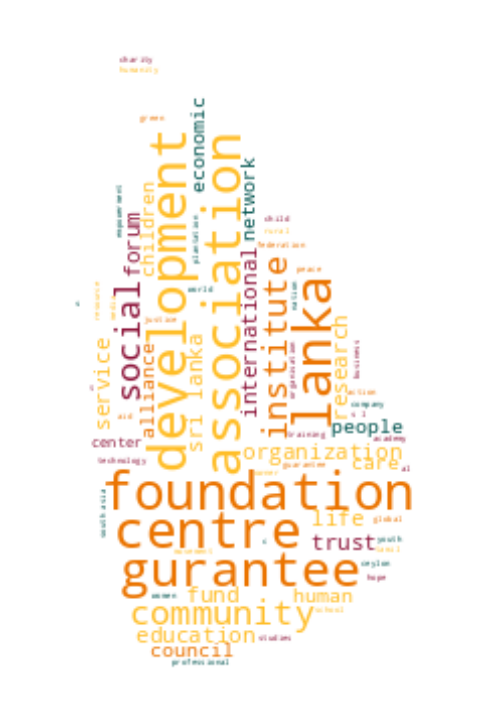 charity
humanity
green
economic
development
association
network
children
empowerment
plantation
child
rural
forum
federation
international
institute
peace
social
lanka
nation
resource
media
world
justice
sri lanka
alliance
research
organisation
business
service
action
company
s l
aid
people
center
training
academy
organization
technology
guarantee
care
al
foundation
south asia
centre
life
global
trust
youth
tamil
movement
gurantee
ceylon
hope
women
fund
human
community
school
education
studies
council
professional